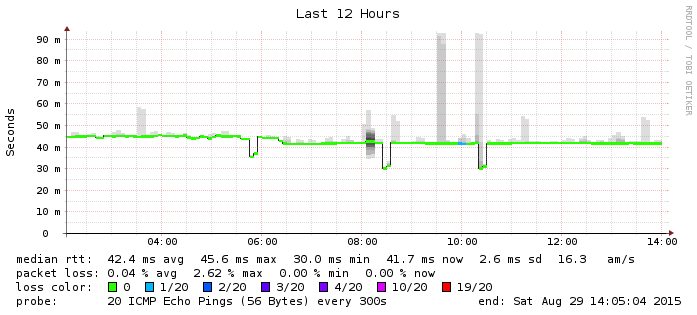 Last 12 Hours
RRDTOOL / TOBI OETIKER
Seconds
90 m
80 m
70 m
60 m
50 m
40 m
30 m
20 m
10 m
0
04:00 06:00 08:00 10:00 12:00 14:00
median rtt: 42.4 ms avg 45.6 ms max 30.0 ms min 41.7 ms now 2.6 ms sd 16.3 am/s
packet loss: 0.04 % avg 2.62 % max 0.00 % min 0.00 % now
loss color: 0 1/20 2/20 3/20 4/20 10/20 19/20
probe: 20 ICMP Echo Pings (56 Bytes) every 300s end: Sat Aug 29 14:05:04 2015